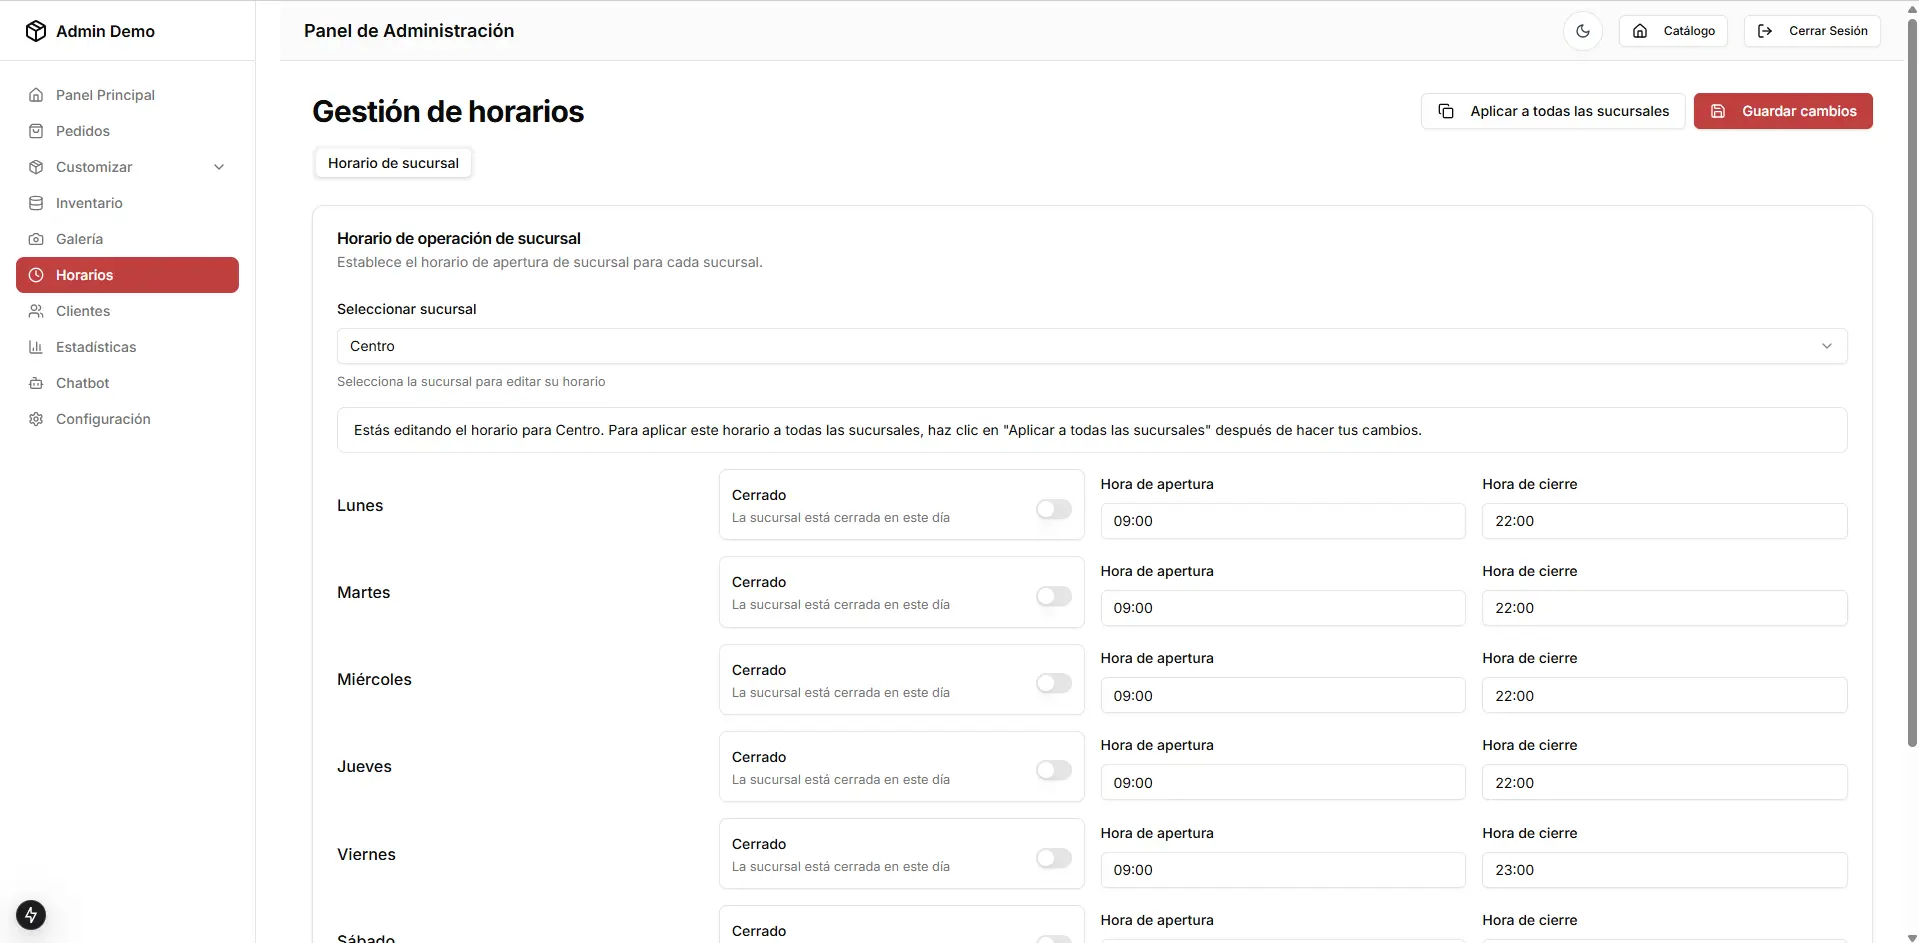 Admin Demo
Panel Principal
Pedidos
Customizar
Inventario
Galería
Horarios
Clientes
Estadísticas
Chatbot
Configuración
Panel de Administración
Catálogo
Cerrar Sesión
Gestión de horarios
Aplicar a todas las sucursales
Guardar cambios
Horario de sucursal
Horario de operación de sucursal
Establece el horario de apertura de sucursal para cada sucursal.
Seleccionar sucursal
Centro
Selecciona la sucursal para editar su horario
Estás editando el horario para Centro. Para aplicar este horario a todas las sucursales, haz clic en "Aplicar a todas las sucursales" después de hacer tus cambios.
Lunes
Cerrado
La sucursal está cerrada en este día
Hora de apertura
09:00
Hora de cierre
22:00
Martes
Cerrado
La sucursal está cerrada en este día
Hora de apertura
09:00
Hora de cierre
22:00
Miércoles
Cerrado
La sucursal está cerrada en este día
Hora de apertura
09:00
Hora de cierre
22:00
Jueves
Cerrado
La sucursal está cerrada en este día
Hora de apertura
09:00
Hora de cierre
22:00
Viernes
Cerrado
La sucursal está cerrada en este día
Hora de apertura
09:00
Hora de cierre
23:00
Sábado
Cerrado
Hora de apertura
Hora de cierre